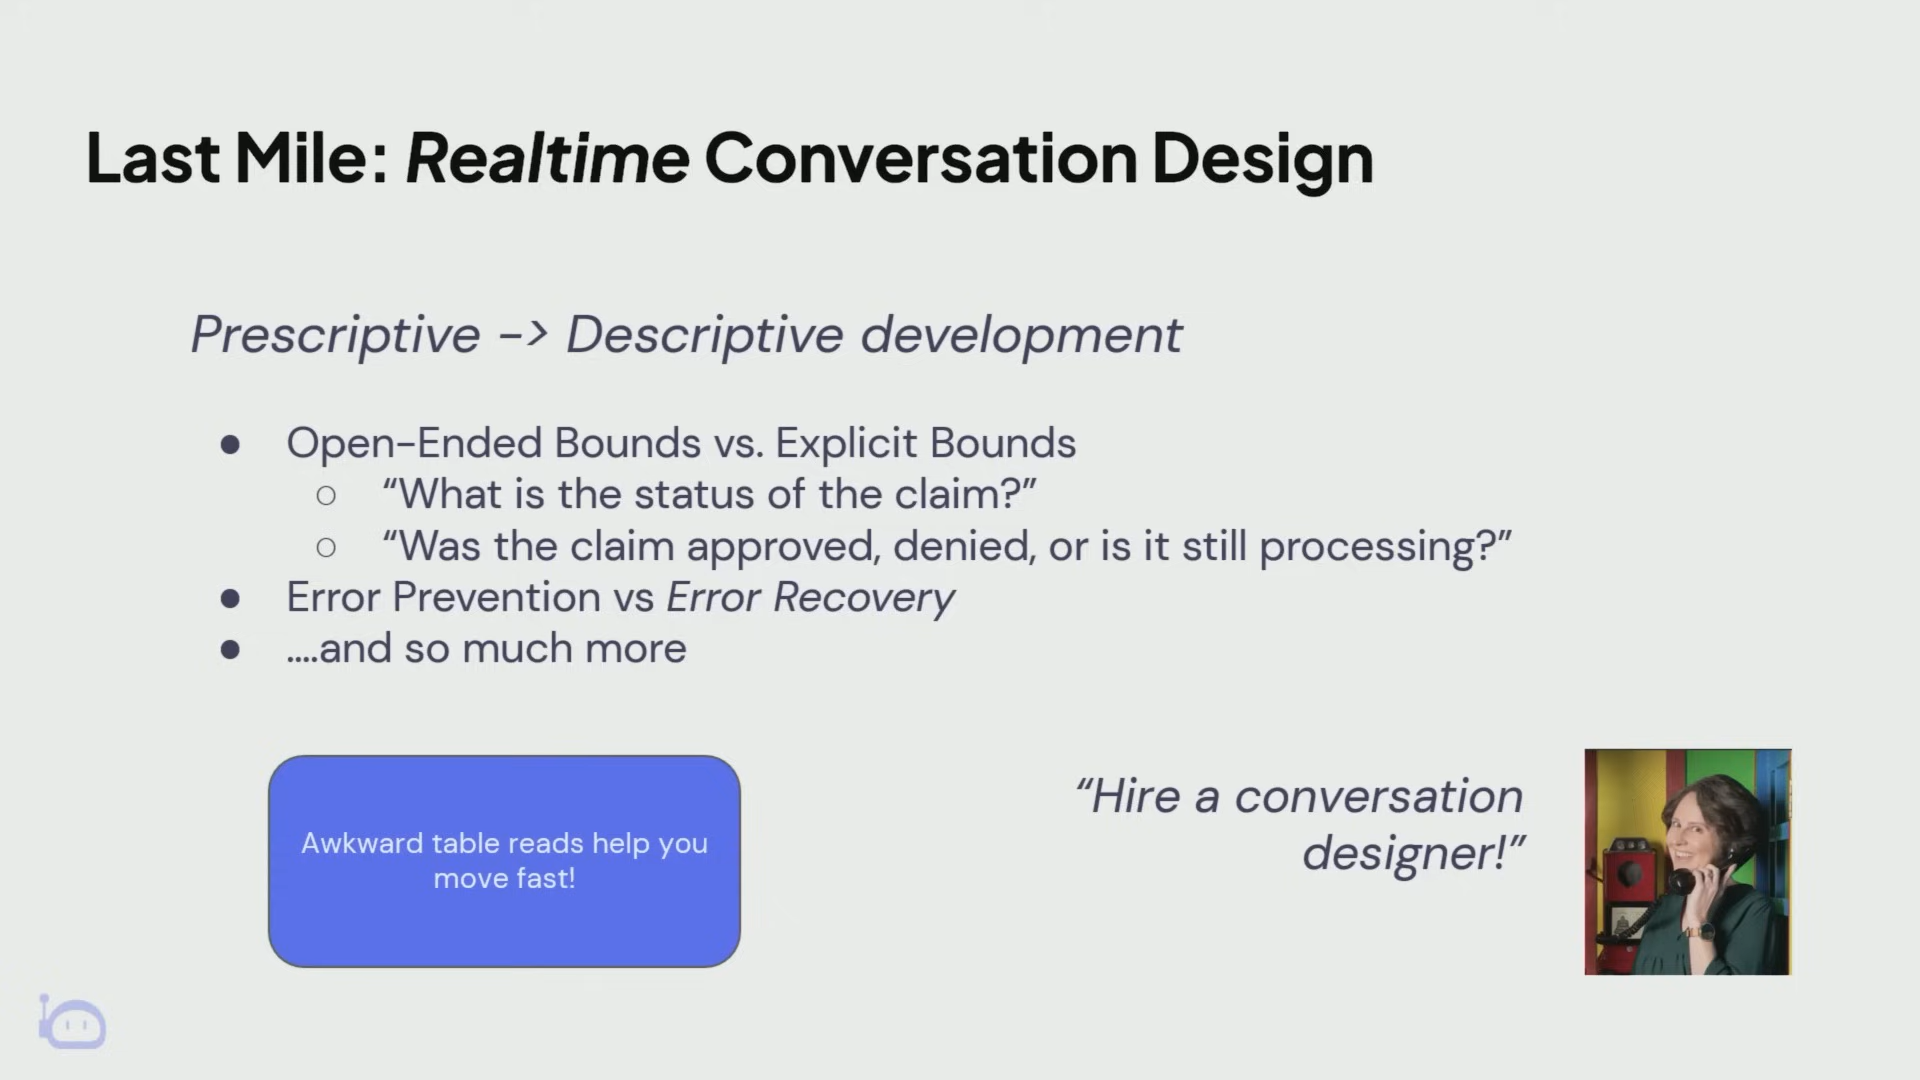 Last Mile: Realtime Conversation Design
Prescriptive -> Descriptive development
● Open-Ended Bounds vs. Explicit Bounds
○ “What is the status of the claim?”
○ “Was the claim approved, denied, or is it still processing?”
● Error Prevention vs Error Recovery
● ....and so much more
Awkward table reads help you
move fast!
“Hire a conversation
designer!”